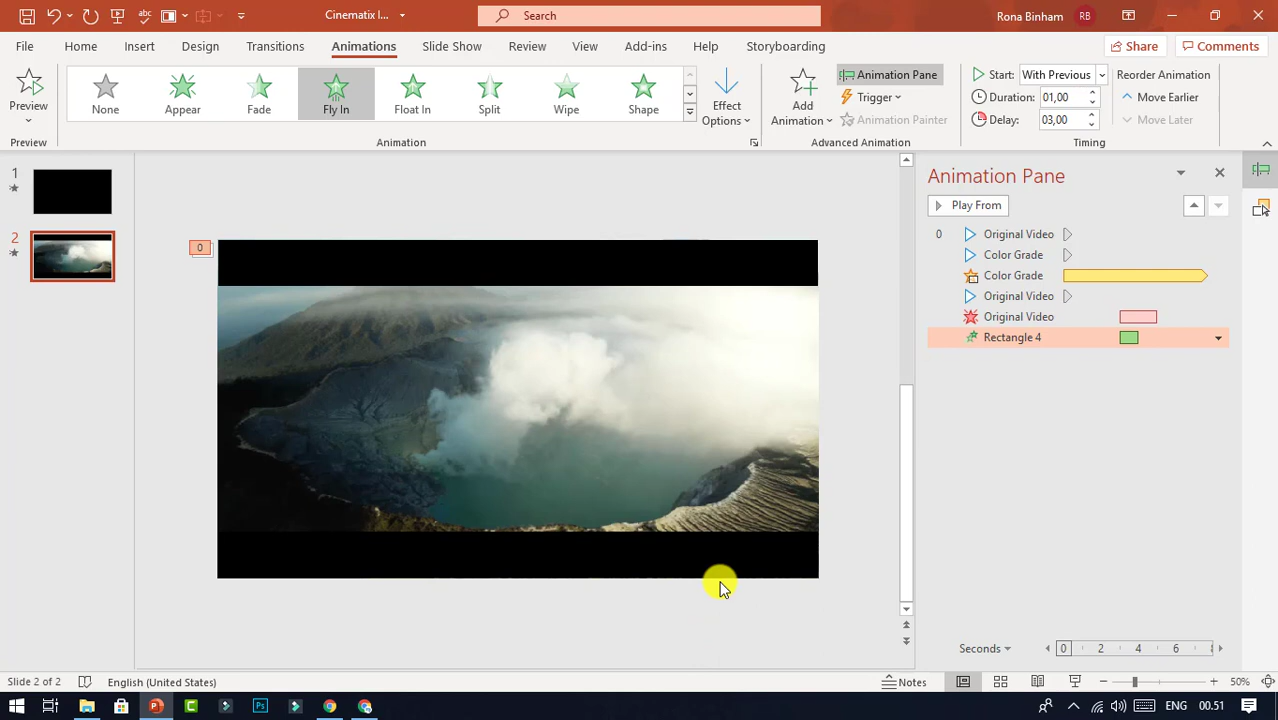 Cinematix I...
Search
Rona Binham
RB
File
Home
Insert
Design
Transitions
Animations
Slide Show
Review
View
Add-ins
Help
Storyboarding
Share
Comments
Preview
None
Appear
Fade
Fly In
Float In
Split
Wipe
Shape
Effect
Options
Add
Animation
Animation Pane
Trigger
Animation Painter
Start:
With Previous
Duration:
01,00
Delay:
03,00
Reorder Animation
Move Earlier
Move Later
Preview
Animation
Advanced Animation
Timing
1
2
0
Animation Pane
Play From
0
Original Video
Color Grade
Color Grade
Original Video
Original Video
Rectangle 4
Seconds
0
2
4
6
Slide 2 of 2
English (United States)
Notes
50%
ENG
00.51